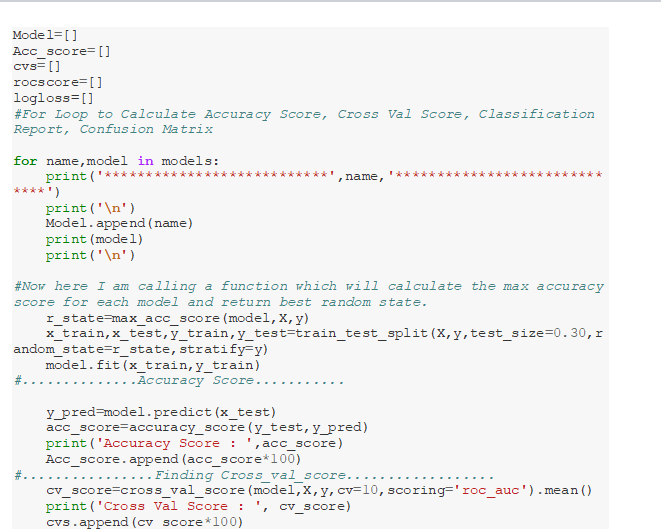 Model=[]
Acc_score=[]
cvs=[]
rocscore=[]
logloss=[]
#For Loop to Calculate Accuracy Score, Cross Val Score, Classification
Report, Confusion Matrix
for name,model in models:
    print('****************************',name,'**************************
****')
    print('\n')
    Model.append(name)
    print(model)
    print('\n')
#Now here I am calling a function which will calculate the max accuracy
score for each model and return best random state.
    r_state=max_acc_score(model,X,y)
    x_train,x_test,y_train,y_test=train_test_split(X,y,test_size=0.30,r
andom_state=r_state,stratify=y)
    model.fit(x_train,y_train)
#..............Accuracy Score...........
    y_pred=model.predict(x_test)
    acc_score=accuracy_score(y_test,y_pred)
    print('Accuracy Score : ',acc_score)
    Acc_score.append(acc_score*100)
#................Finding Cross_val_score..................
    cv_score=cross_val_score(model,X,y,cv=10,scoring='roc_auc').mean()
    print('Cross Val Score : ', cv_score)
    cvs.append(cv_score*100)